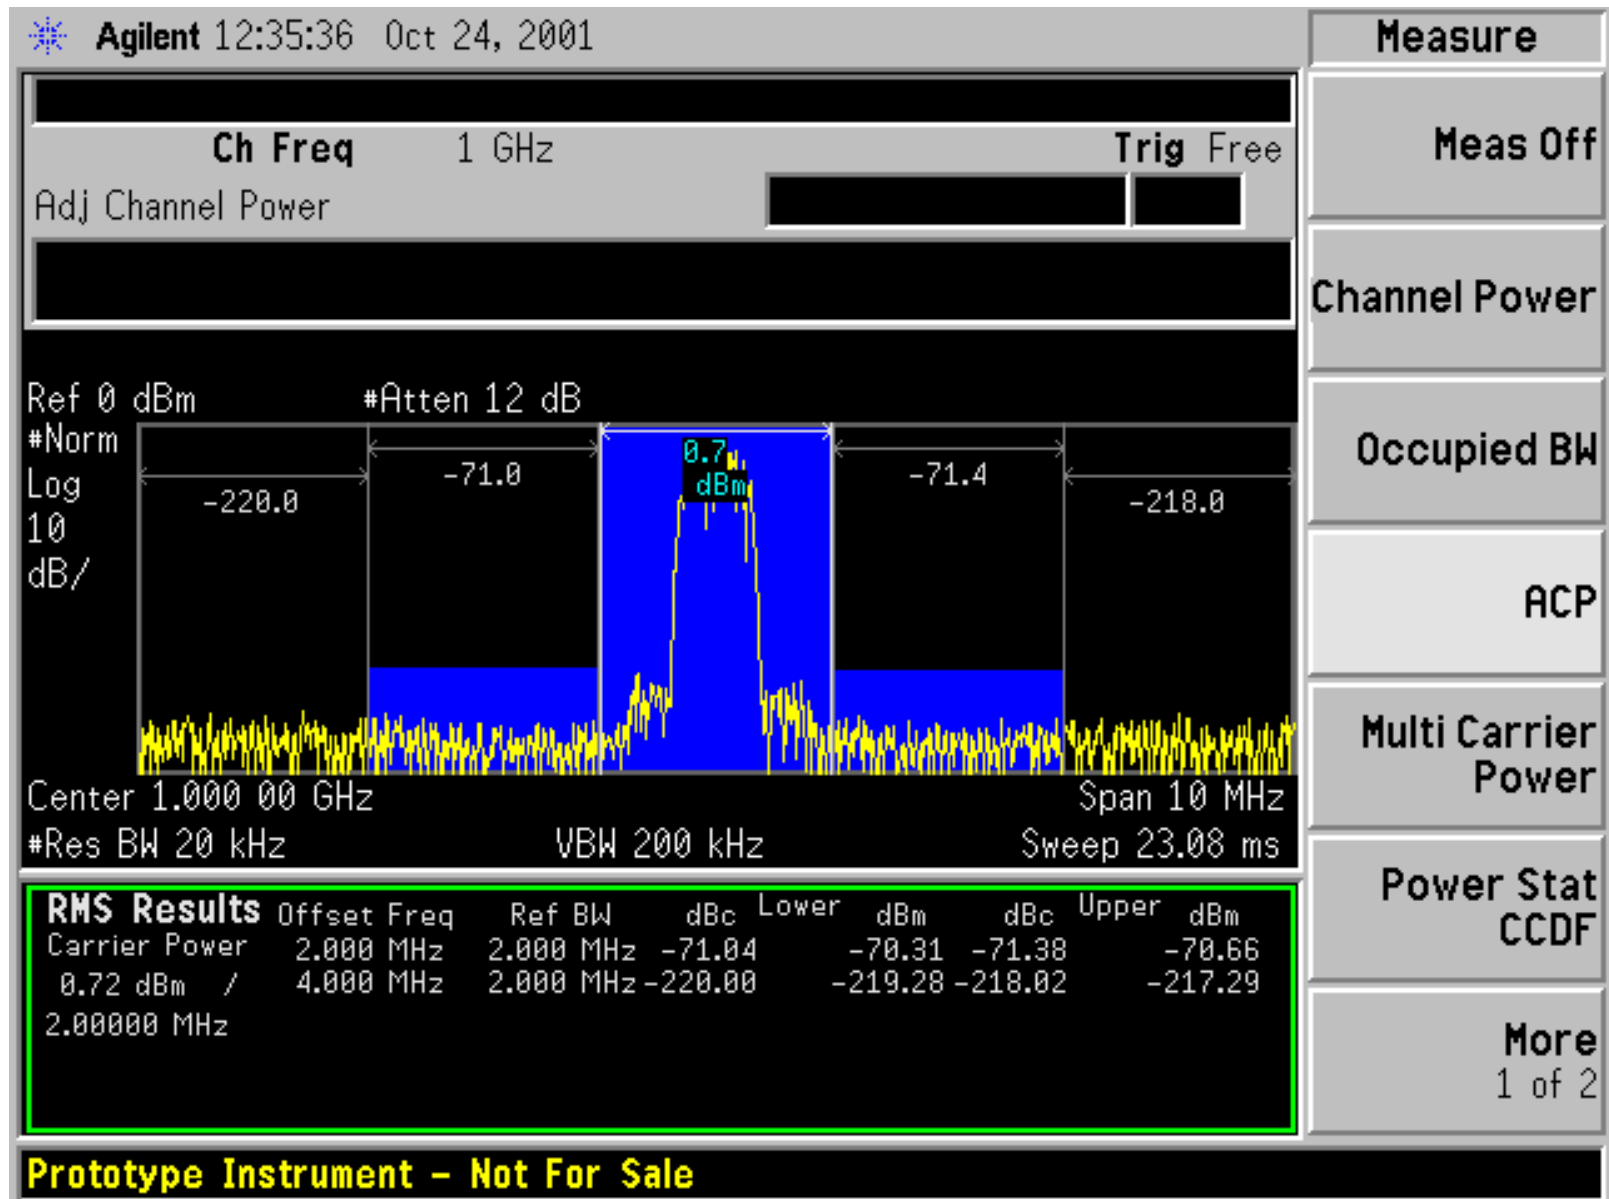 Agilent 12:35:36 Oct 24, 2001
Measure
Ch Freq 1 GHz Trig Free
Adj Channel Power
Meas Off
Channel Power
Occupied BW
ACP
Multi Carrier
Power
Power Stat
CCDF
More
1 of 2
Ref 0 dBm #Atten 12 dB
#Norm
Log
10
dB/
0.7
dBm
-71.0 -71.4
-220.0 -218.0
Center 1.000 00 GHz Span 10 MHz
#Res BW 20 kHz VBW 200 kHz Sweep 23.08 ms
RMS Results Offset Freq Ref BW dBc Lower dBm dBc Upper dBm
Carrier Power 2.000 MHz 2.000 MHz -71.04 -70.31 -71.38 -70.66
0.72 dBm / 4.000 MHz 2.000 MHz -220.00 -219.28 -218.02 -217.29
2.00000 MHz
Prototype Instrument - Not For Sale